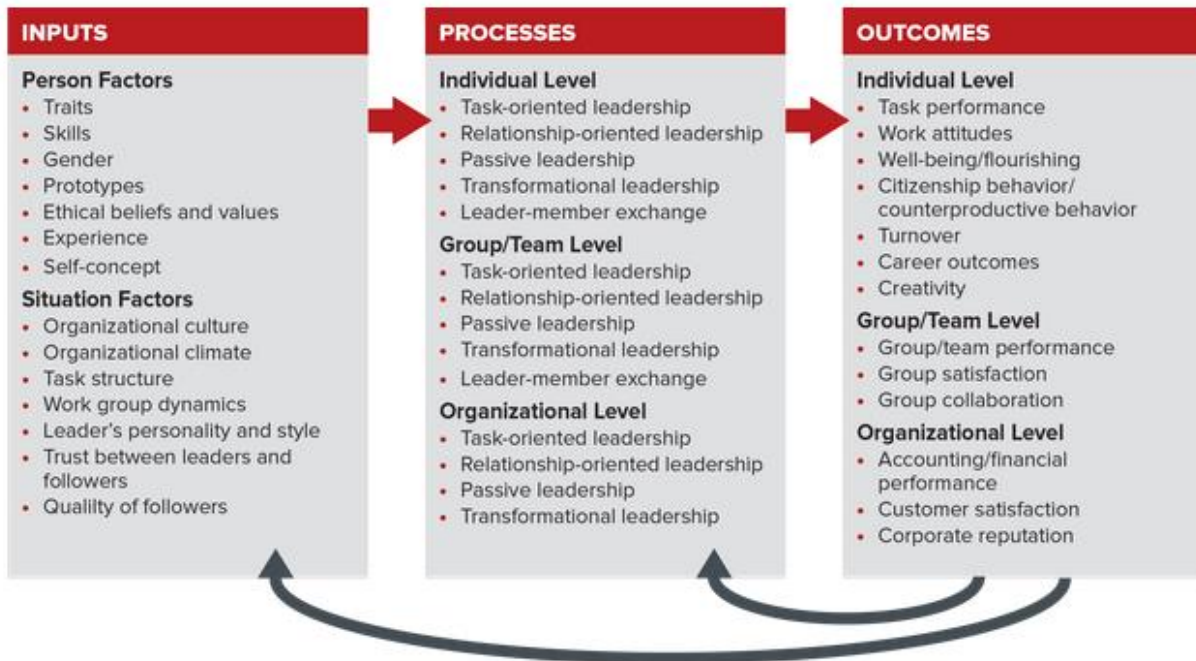 INPUTS
Person Factors
• Traits
• Skills
• Gender
• Prototypes
• Ethical beliefs and values
• Experience
• Self-concept
Situation Factors
• Organizational culture
• Organizational climate
• Task structure
• Work group dynamics
• Leader's personality and style
• Trust between leaders and
followers
• Qualilty of followers
PROCESSES
Individual Level
• Task-oriented leadership
• Relationship-oriented leadership
• Passive leadership
• Transformational leadership
• Leader-member exchange
Group/Team Level
• Task-oriented leadership
• Relationship-oriented leadership
• Passive leadership
• Transformational leadership
• Leader-member exchange
Organizational Level
• Task-oriented leadership
• Relationship-oriented leadership
• Passive leadership
• Transformational leadership
OUTCOMES
Individual Level
• Task performance
• Work attitudes
• Well-being/flourishing
• Citizenship behavior/
counterproductive behavior
• Turnover
• Career outcomes
• Creativity
Group/Team Level
• Group/team performance
• Group satisfaction
• Group collaboration
Organizational Level
• Accounting/financial
performance
• Customer satisfaction
• Corporate reputation